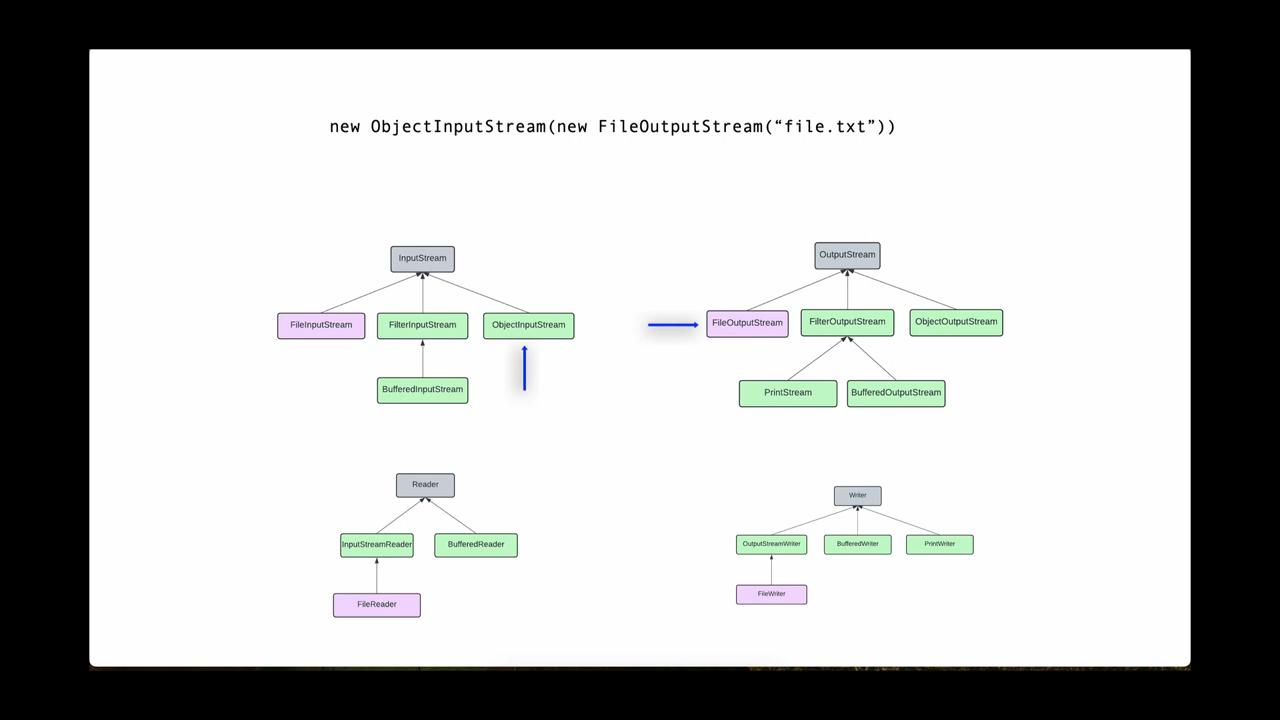 new ObjectInputStream(new FileOutputStream(“file.txt”))
InputStream
FileInputStream
FilterInputStream
ObjectInputStream
BufferedInputStream
OutputStream
FileOutputStream
FilterOutputStream
ObjectOutputStream
PrintStream
BufferedOutputStream
Reader
InputStreamReader
BufferedReader
FileReader
Writer
OutputStreamWriter
BufferedWriter
PrintWriter
FileWriter